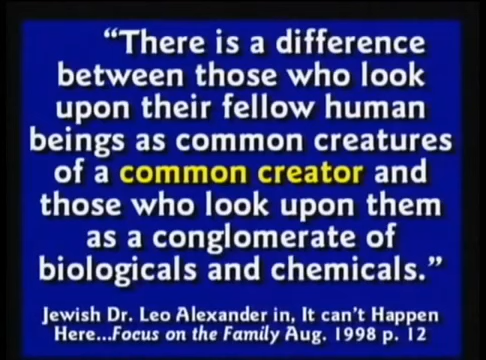 “There is a difference
between those who look
upon their fellow human
beings as common creatures
of a common creator and
those who look upon them
as a conglomerate of
biologicals and chemicals.”
Jewish Dr. Leo Alexander in, It can’t Happen
Here...Focus on the Family Aug. 1998 p. 12